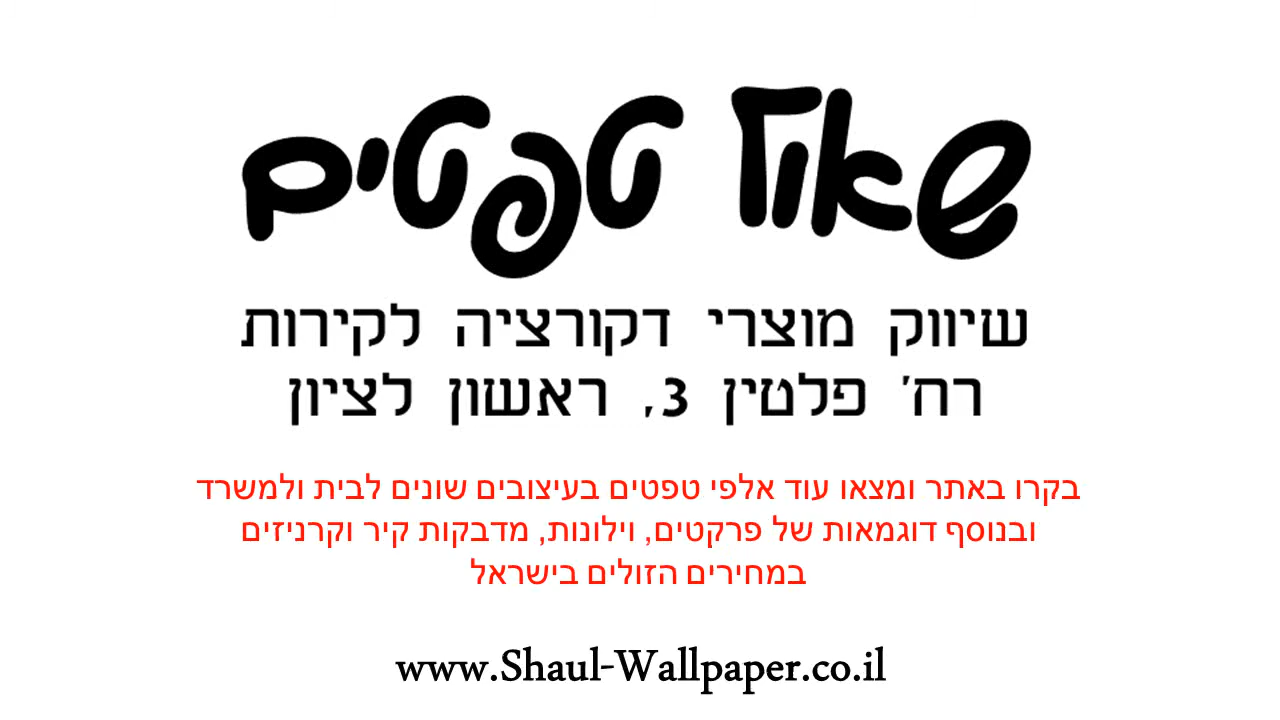 שאול טפטים
שיווק מוצרי דקורציה לקירות
רח' פלטין 3, ראשון לציון
בקרו באתר ומצאו עוד אלפי טפטים בעיצובים שונים לבית ולמשרד
ובנוסף דוגמאות של פרקטים, וילונות, מדבקות קיר וקרניזים
במחירים הזולים בישראל
www.Shaul-Wallpaper.co.il